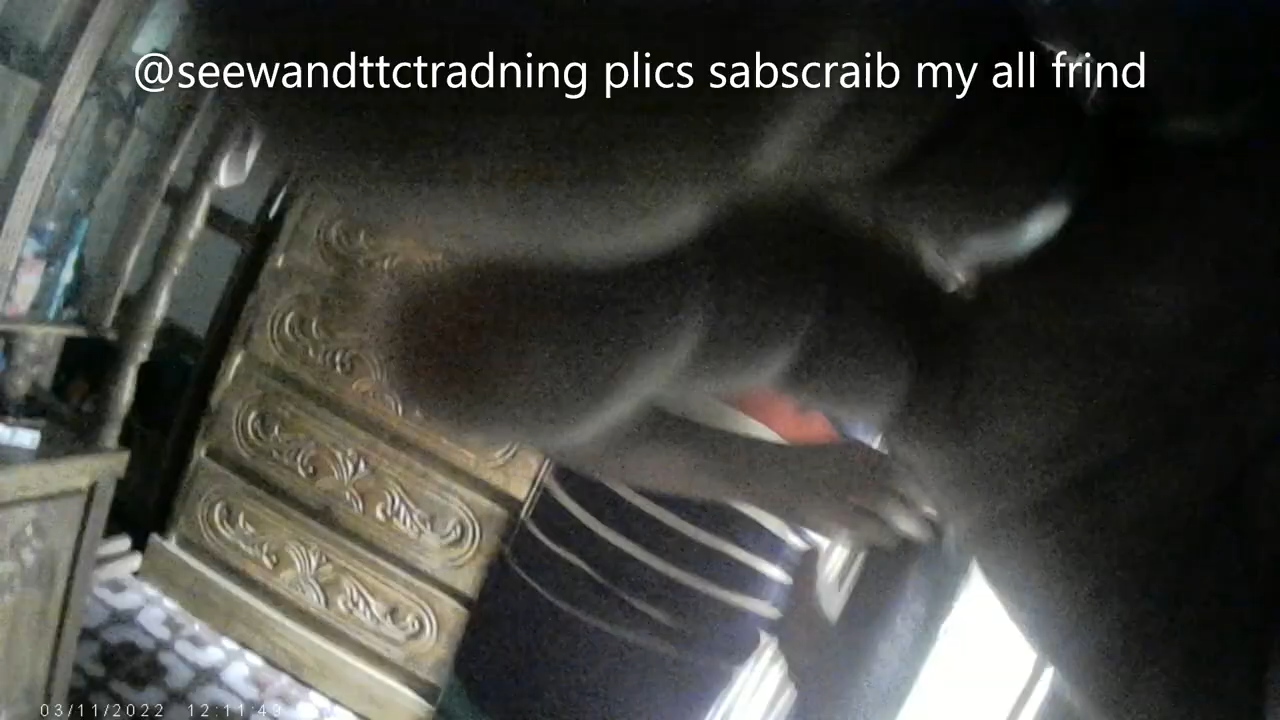 @seewandttctradning plics sabscraib my all frind
03/11/2022 12:11:43